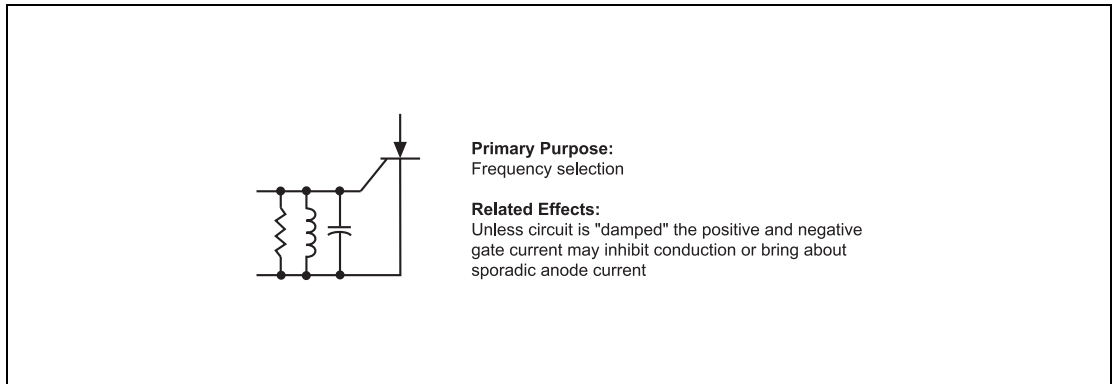 Primary Purpose:
Frequency selection
Related Effects:
Unless circuit is "damped" the positive and negative
gate current may inhibit conduction or bring about
sporadic anode current